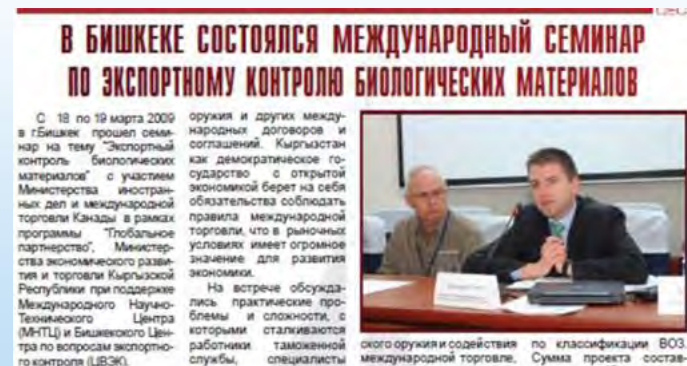 В БИШКЕКЕ СОСТОЯЛСЯ МЕЖДУНАРОДНЫЙ СЕМИНАР
ПО ЭКСПОРТНОМУ КОНТРОЛЮ БИОЛОГИЧЕСКИХ МАТЕРИАЛОВ
С 18 по 19 марта 2009
в г.Бишкек прошел семи-
нар на тему "Экспортный
контроль биологических
материалов" с участием
Министерства иностран-
ных дел и международной
торговли Канады в рамках
программы "Глобальное
партнерство", Министер-
ства экономического разви-
тия и торговли Кыргызской
Республики при поддержке
Международного Научно-
Технического Центра
(МНТЦ) и Бишкекского Цен-
тра по вопросам экспортно-
го контроля (ЦВЭК).
оружия и других между-
народных договоров и
соглашений. Кыргызстан
как демократическое го-
сударство с открытой
экономикой берет на себя
обязательства соблюдать
правила международной
торговли, что в рыночных
условиях имеет огромное
значение для развития
экономики.
На встрече обсужда-
лись практические про-
блемы и сложности, с
которыми сталкиваются
работники таможенной
службы, специалисты
ского оружия и содействия
международной торговле,
по классификации ВОЗ.
Сумма проекта состав-